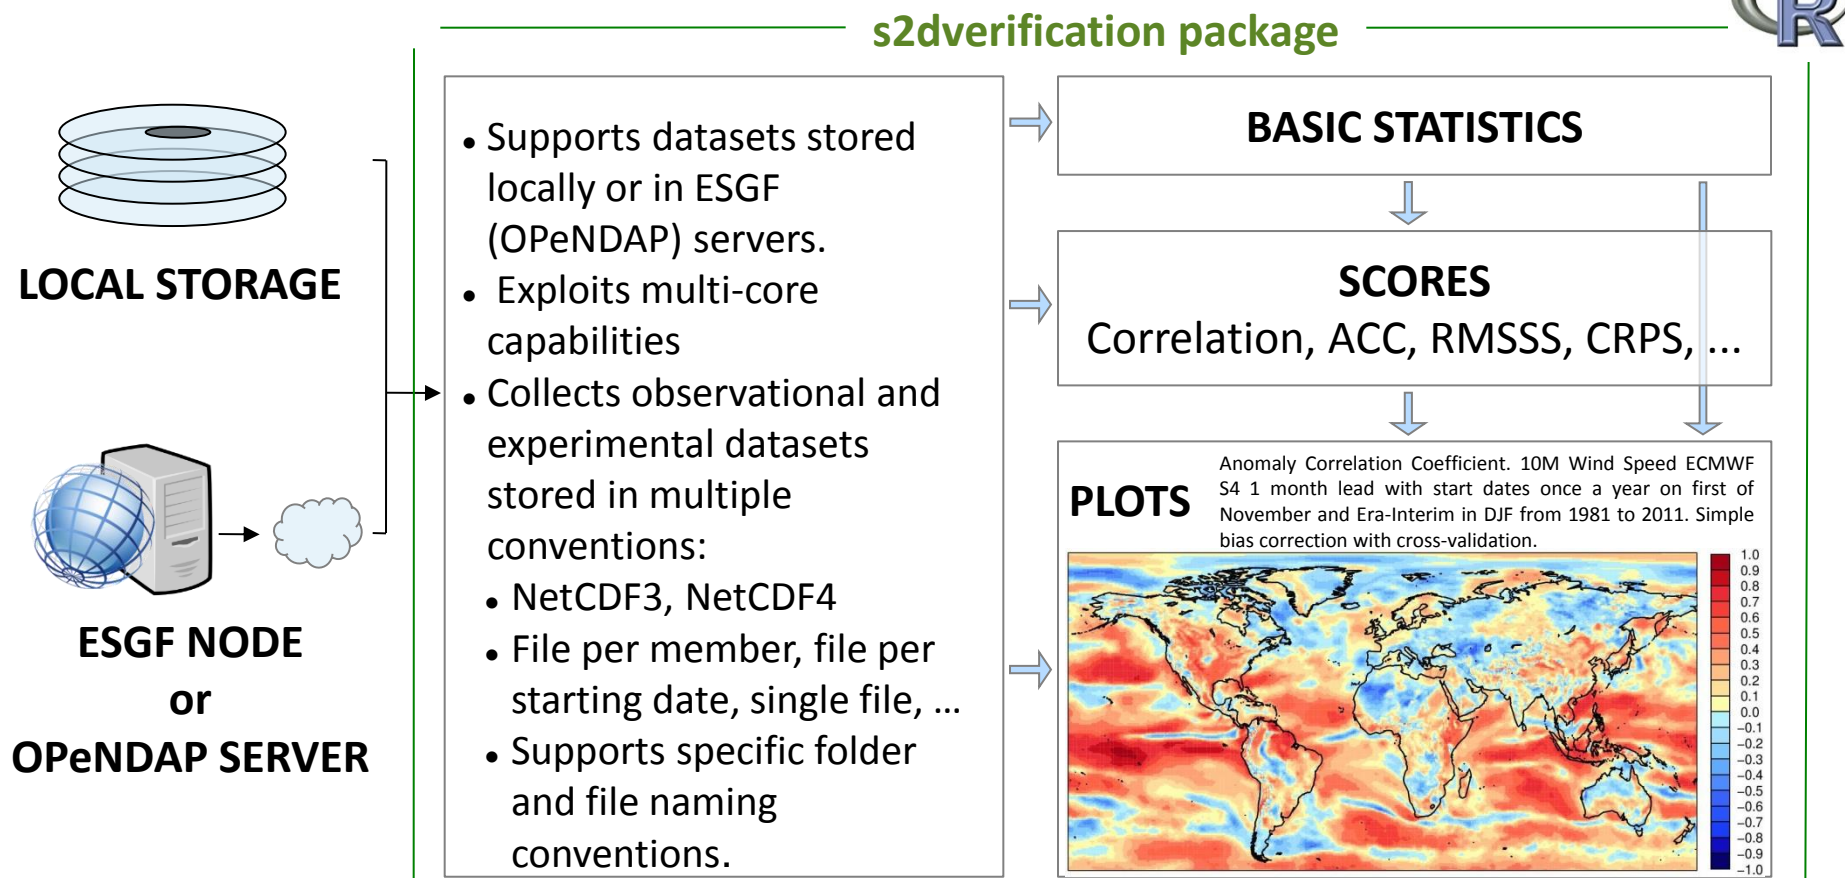 s2dverification package
R
LOCAL STORAGE
ESGF NODE
or
OPeNDAP SERVER
• Supports datasets stored
locally or in ESGF
(OPeNDAP) servers.
• Exploits multi-core
capabilities
• Collects observational and
experimental datasets
stored in multiple
conventions:
• NetCDF3, NetCDF4
• File per member, file per
starting date, single file, ...
• Supports specific folder
and file naming
conventions.
BASIC STATISTICS
SCORES
Correlation, ACC, RMSSS, CRPS, ...
PLOTS
Anomaly Correlation Coefficient. 10M Wind Speed ECMWF
S4 1 month lead with start dates once a year on first of
November and Era-Interim in DJF from 1981 to 2011. Simple
bias correction with cross-validation.
1.0
0.9
0.8
0.7
0.6
0.5
0.4
0.3
0.2
0.1
0.0
−0.1
−0.2
−0.3
−0.4
−0.5
−0.6
−0.7
−0.8
−0.9
−1.0